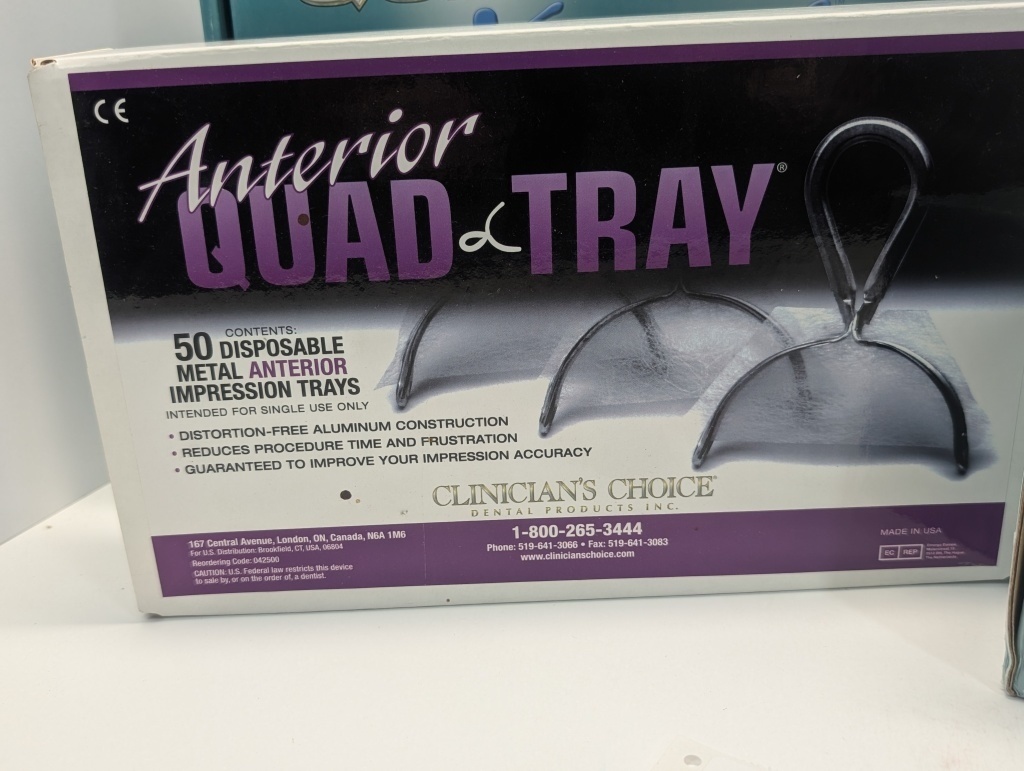 CE
Anterior
QUAD TRAY®
CONTENTS:
50 DISPOSABLE
METAL ANTERIOR
IMPRESSION TRAYS
INTENDED FOR SINGLE USE ONLY
• DISTORTION-FREE ALUMINUM CONSTRUCTION
• REDUCES PROCEDURE TIME AND FRUSTRATION
• GUARANTEED TO IMPROVE YOUR IMPRESSION ACCURACY
CLINICIAN'S CHOICE®
DENTAL PRODUCTS INC.
167 Central Avenue, London, ON, Canada, N6A 1M6
For U.S. Distribution: Brookfield, CT, USA, 06804
Reordering Code: 042500
CAUTION: U.S. Federal law restricts this device
to sale by, or on the order of, a dentist.
1-800-265-3444
Phone: 519-641-3066 • Fax: 519-641-3083
www.clinicianschoice.com
MADE IN USA
EC REP